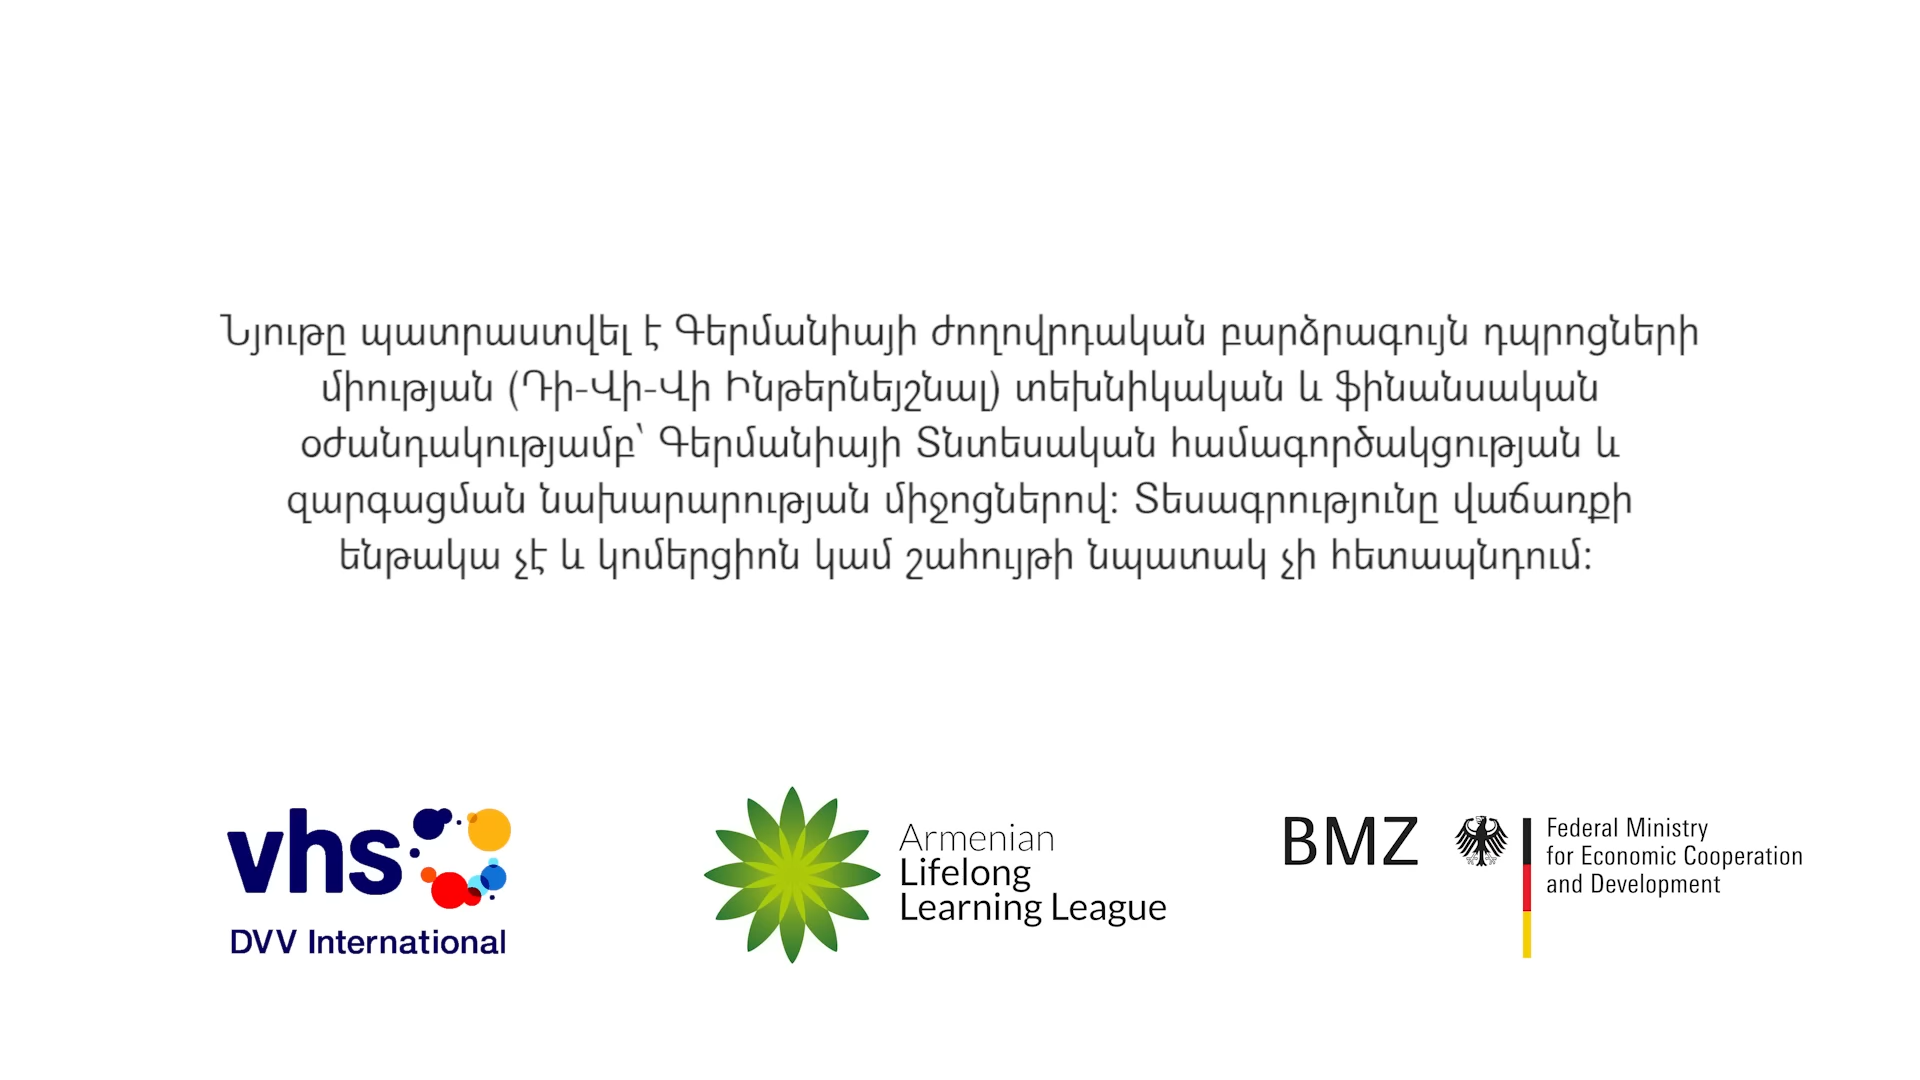 Նյութը պատրաստվել է Գերմանիայի ժողովրդական բարձրագույն դպրոցների
միության (Դի-Վի-Վի Ինթերնեյշնալ) տեխնիկական և ֆինանսական
օժանդակությամբ՝ Գերմանիայի Տնտեսական համագործակցության և
զարգացման նախարարության միջոցներով: Տեսագրությունը վաճառքի
ենթակա չէ և կոմերցիոն կամ շահույթի նպատակ չի հետապնդում:
vhs
DVV International
Armenian
Lifelong
Learning League
BMZ
Federal Ministry
for Economic Cooperation
and Development